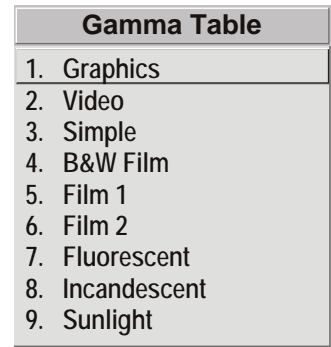 Gamma Table
1. Graphics
2. Video
3. Simple
4. B&W Film
5. Film 1
6. Film 2
7. Fluorescent
8. Incandescent
9. Sunlight